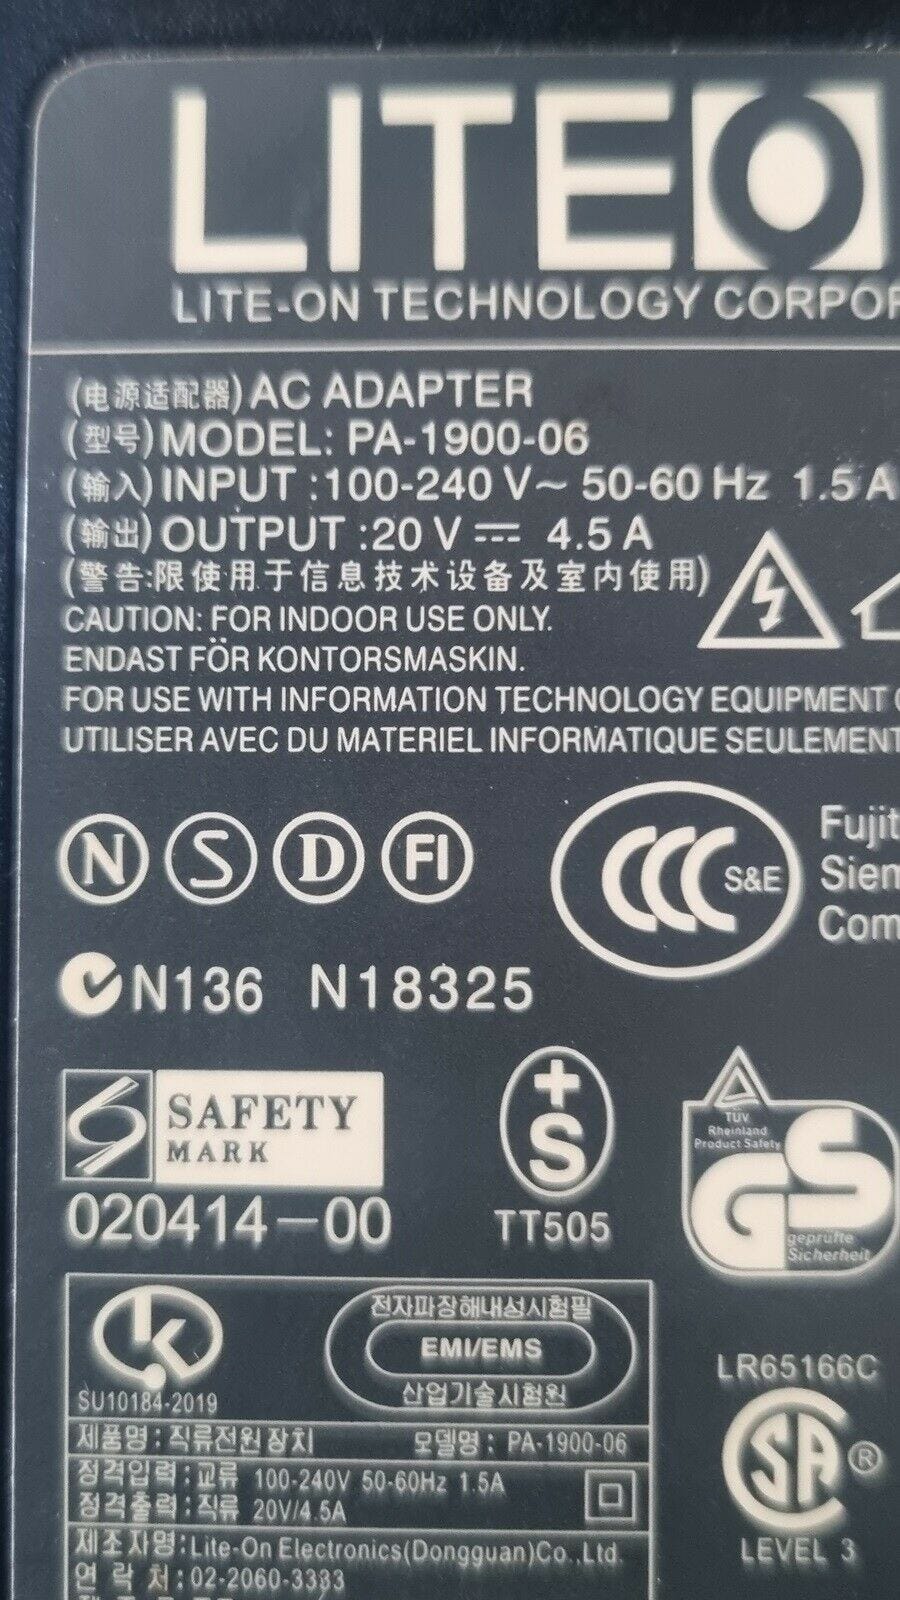 LITEO
LITE-ON TECHNOLOGY CORPOR
(电源适配器) AC ADAPTER
(型号) MODEL: PA-1900-06
(输入) INPUT :100-240 V~ 50-60 Hz 1.5 A
(输出) OUTPUT :20 V ⎓ 4.5 A
(警告:限使用于信息技术设备及室内使用)
CAUTION: FOR INDOOR USE ONLY.
ENDAST FÖR KONTORSMASKIN.
FOR USE WITH INFORMATION TECHNOLOGY EQUIPMENT
UTILISER AVEC DU MATERIEL INFORMATIQUE SEULEMENT
N S D FI
CCC S&E
Fujit
Siem
Com
N136 N18325
SAFETY
MARK
020414-00
+
S
TT505
TÜV
Rheinland
Product Safety
GS
geprüfte
Sicherheit
K
SU10184-2019
전자파장해내성시험필
EMI/EMS
산업기술시험원
LR65166C
SA ®
LEVEL 3
제품명 : 직류전원 장치 모델명 : PA-1900-06
정격입력 : 교류 100-240V 50-60Hz 1.5A
정격출력 : 직류 20V/4.5A
제조자명: Lite-On Electronics(Dongguan)Co.,Ltd.
연 락 처 : 02-2060-3383